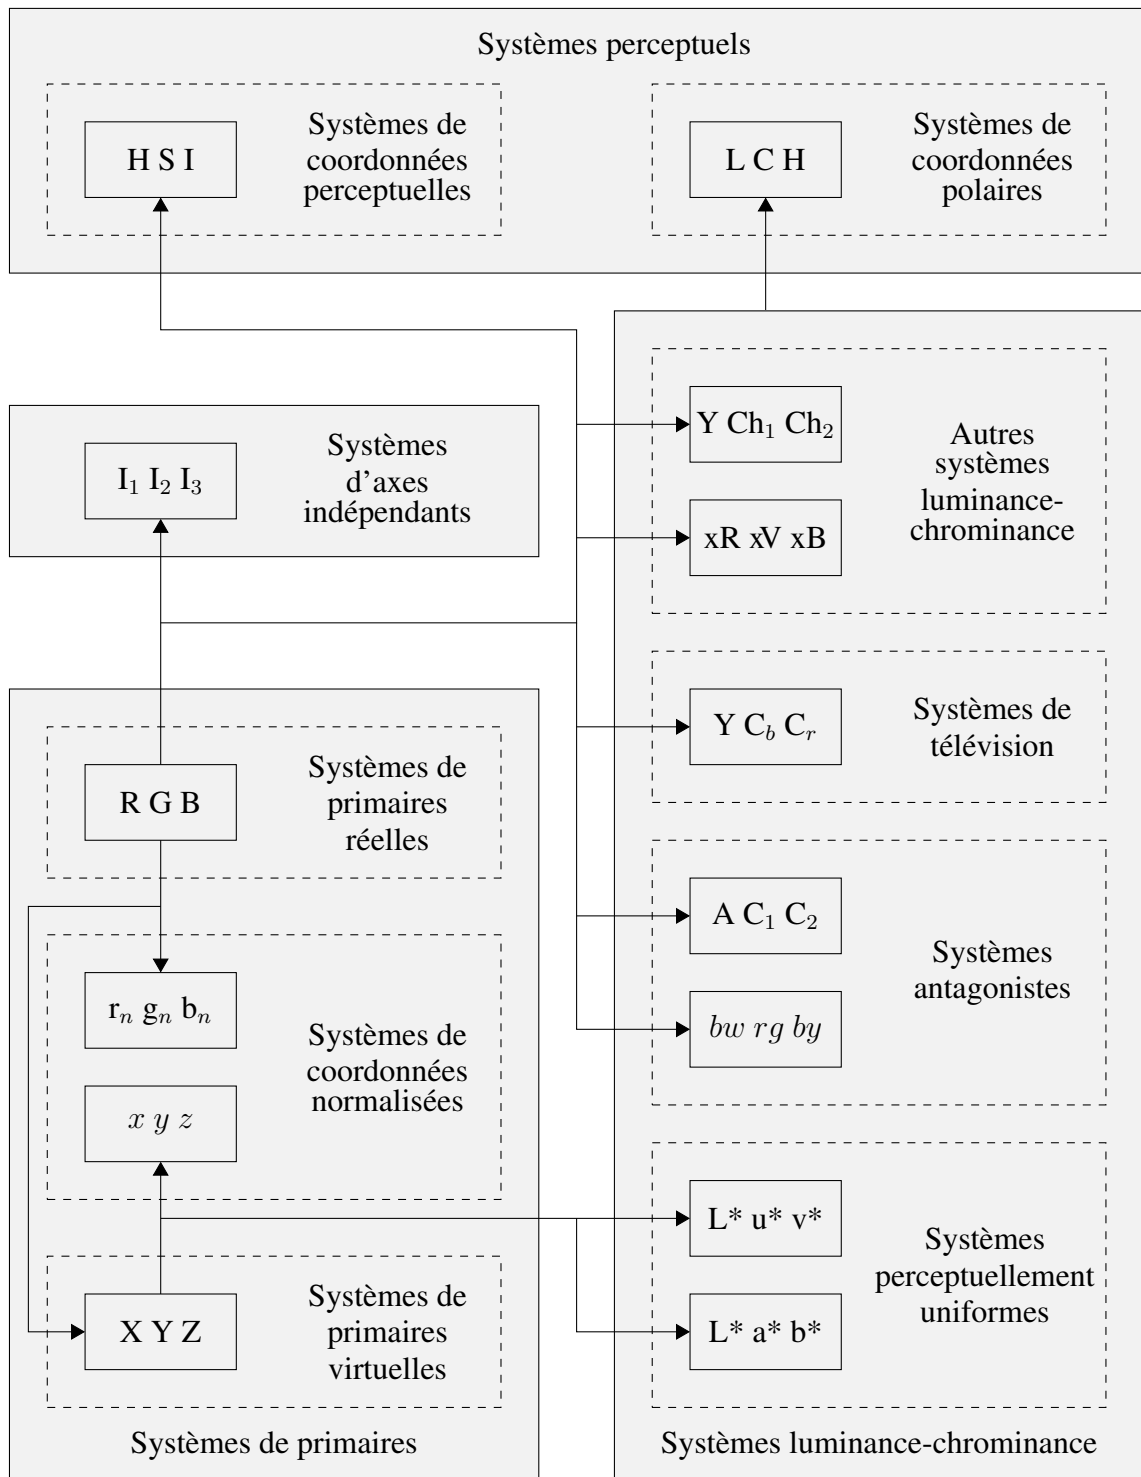 Systèmes perceptuels
H S I
Systèmes de
coordonnées
perceptuelles
L C H
Systèmes de
coordonnées
polaires
I₁ I₂ I₃
Systèmes
d'axes
indépendants
Y Ch₁ Ch₂
xR xV xB
Autres
systèmes
luminance-
chrominance
Y C_b C_r
Systèmes de
télévision
R G B
Systèmes de
primaires
réelles
A C₁ C₂
bw rg by
Systèmes
antagonistes
r_n g_n b_n
x y z
Systèmes de
coordonnées
normalisées
L* u* v*
L* a* b*
Systèmes
perceptuellement
uniformes
X Y Z
Systèmes de
primaires
virtuelles
Systèmes de primaires
Systèmes luminance-chrominance